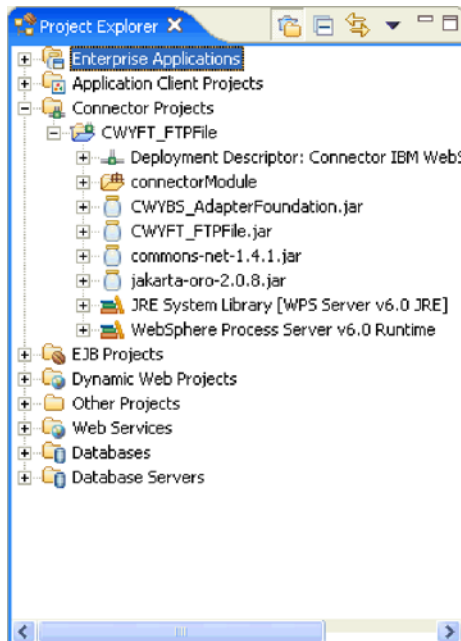 Project Explorer
Enterprise Applications
Application Client Projects
Connector Projects
CWYFT_FTPFile
Deployment Descriptor: Connector IBM WebS
connectorModule
CWYBS_AdapterFoundation.jar
CWYFT_FTPFile.jar
commons-net-1.4.1.jar
jakarta-oro-2.0.8.jar
JRE System Library [WPS Server v6.0 JRE]
WebSphere Process Server v6.0 Runtime
EJB Projects
Dynamic Web Projects
Other Projects
Web Services
Databases
Database Servers